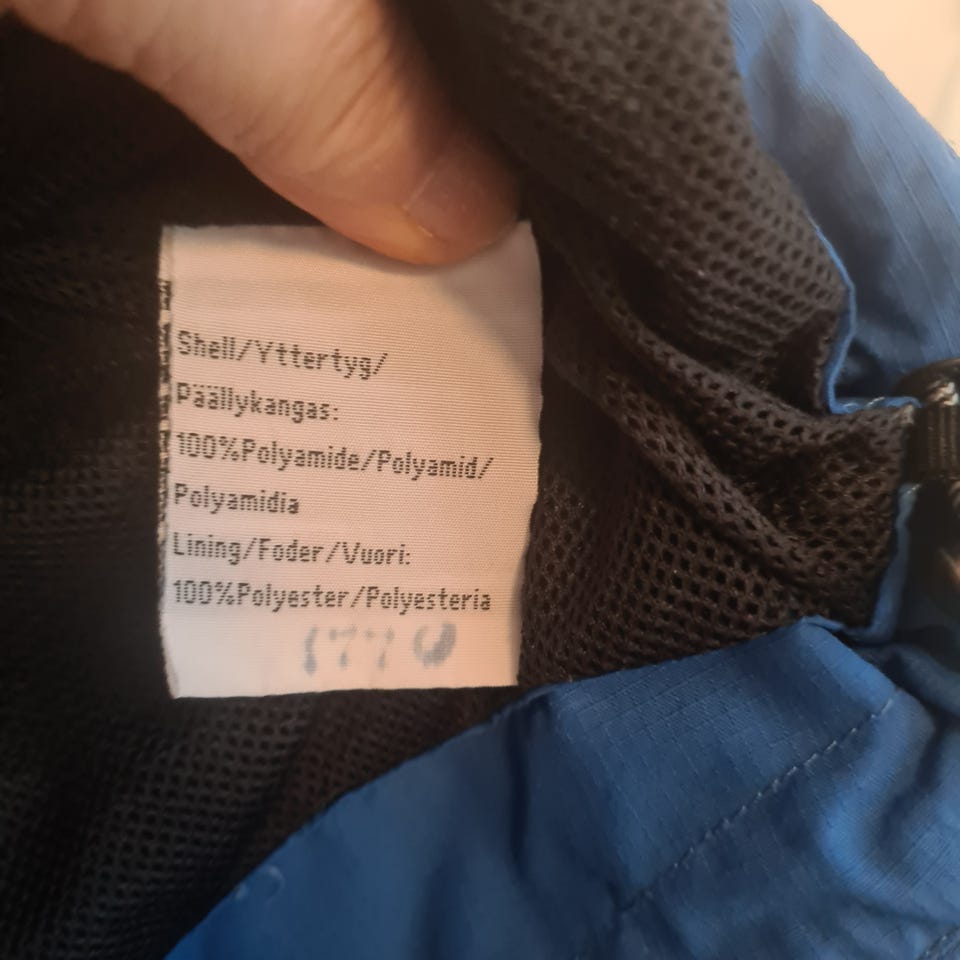 Shell/Yttertyg/
Päällykangas:
100%Polyamide/Polyamid/
Polyamidia
Lining/Foder/Vuori:
100%Polyester/Polyesteria